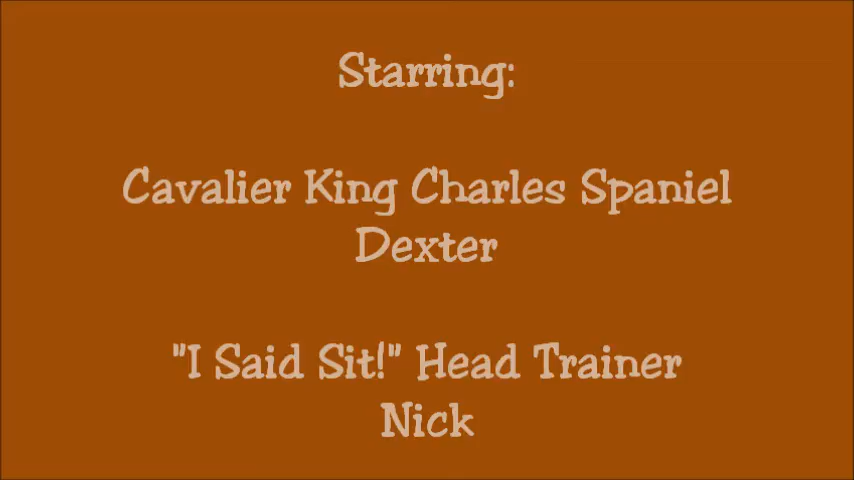 Starring:
Cavalier King Charles Spaniel
Dexter
"I Said Sit!" Head Trainer
Nick